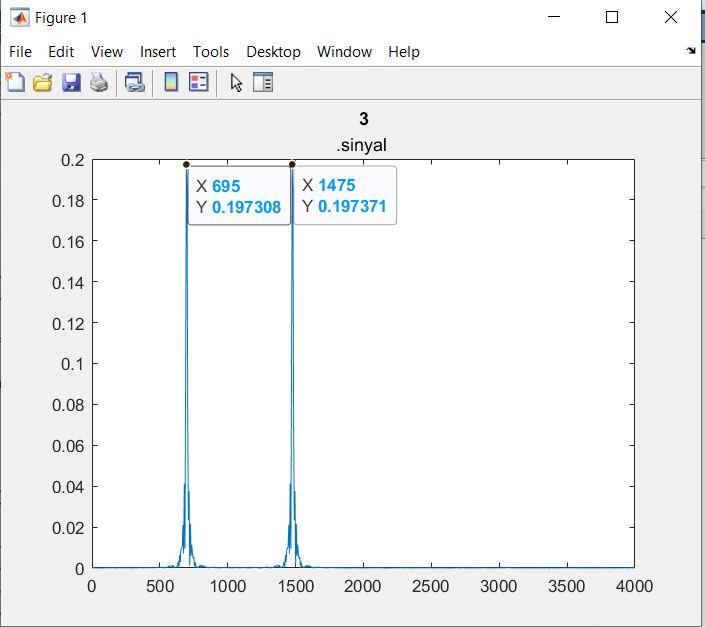 Figure 1
File Edit View Insert Tools Desktop Window Help
3
.sinyal
0.2
0.18
0.16
0.14
0.12
0.1
0.08
0.06
0.04
0.02
0
X 695
Y 0.197308
X 1475
Y 0.197371
0 500 1000 1500 2000 2500 3000 3500 4000